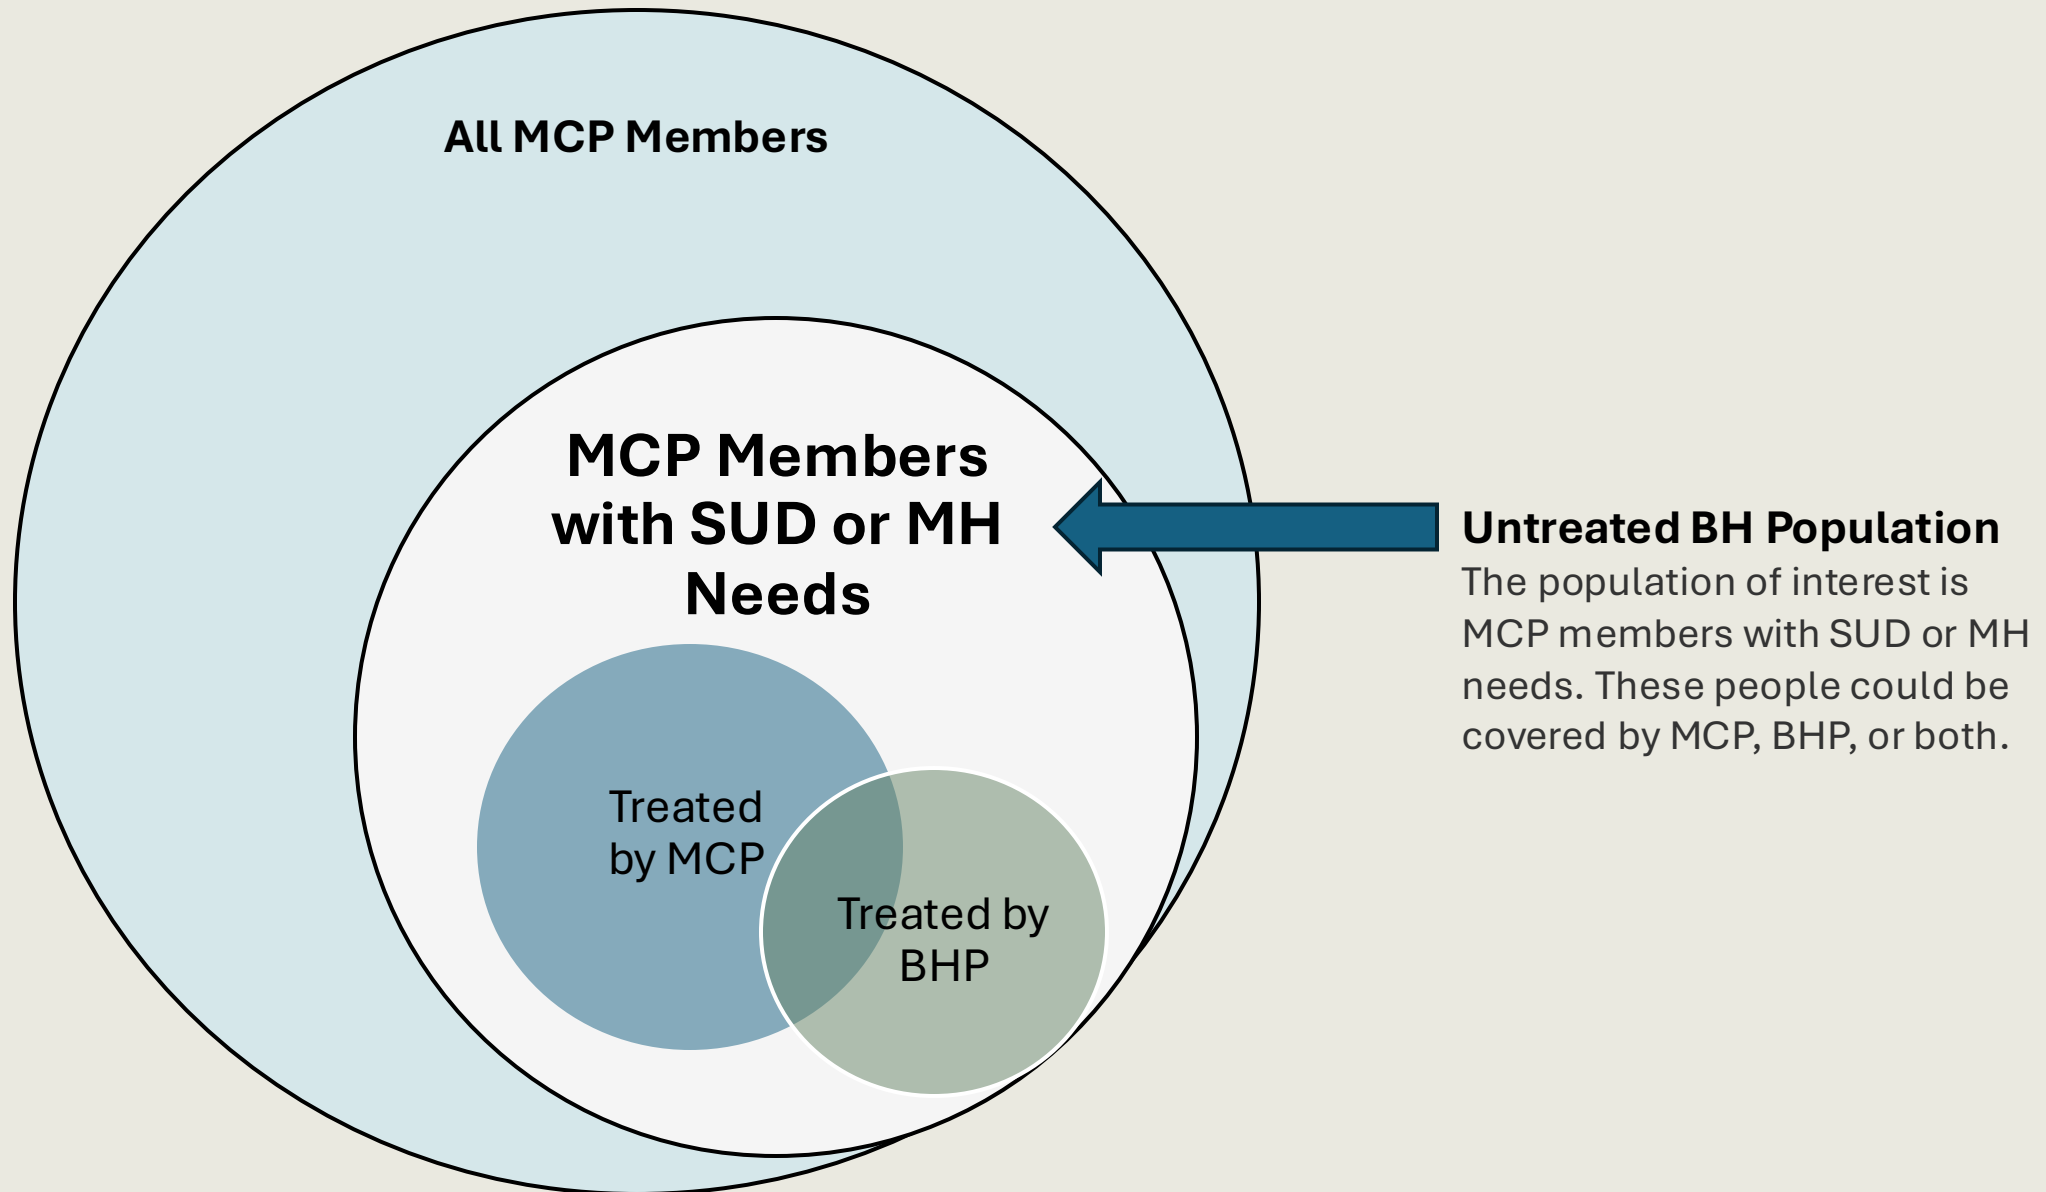 All MCP Members
MCP Members
with SUD or MH
Needs
Treated
by MCP
Treated by
BHP
Untreated BH Population
The population of interest is
MCP members with SUD or MH
needs. These people could be
covered by MCP, BHP, or both.